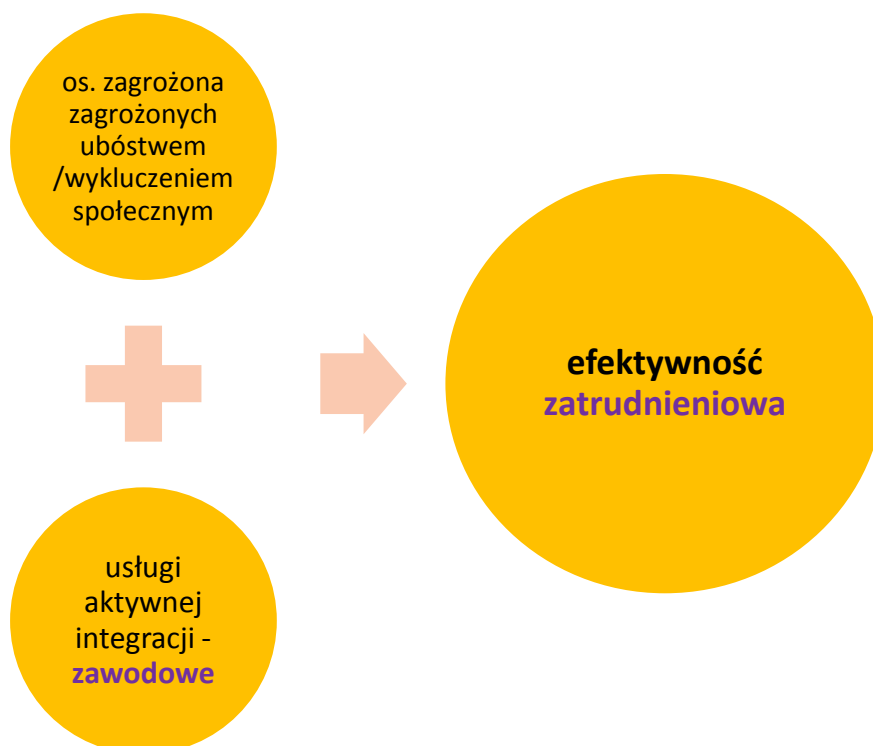 os. zagrożona
zagrożonych
ubóstwem
/wykluczeniem
społecznym
efektywność
zatrudnieniowa
usługi
aktywnej
integracji -
zawodowe